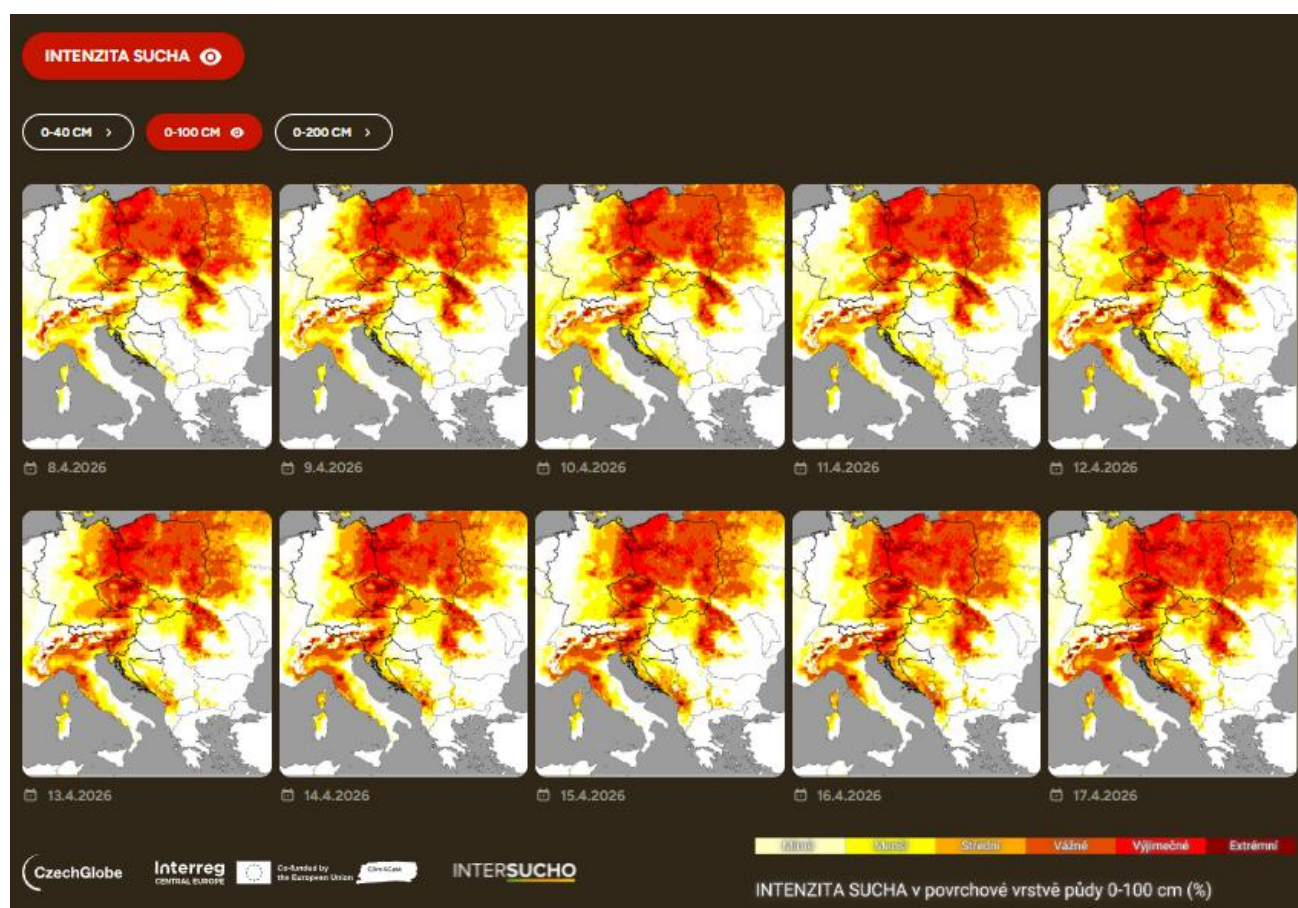 INTENZITA SUCHA
0-40 CM
0-100 CM
0-200 CM
8.4.2026
9.4.2026
10.4.2026
11.4.2026
12.4.2026
13.4.2026
14.4.2026
15.4.2026
16.4.2026
17.4.2026
Střední Vážné Výjimečné Extrémní
CzechGlobe
Interreg
CENTRAL EUROPE
Co-funded by
the European Union
INTERSUCHO
INTENZITA SUCHA v povrchové vrstvě půdy 0-100 cm (%)